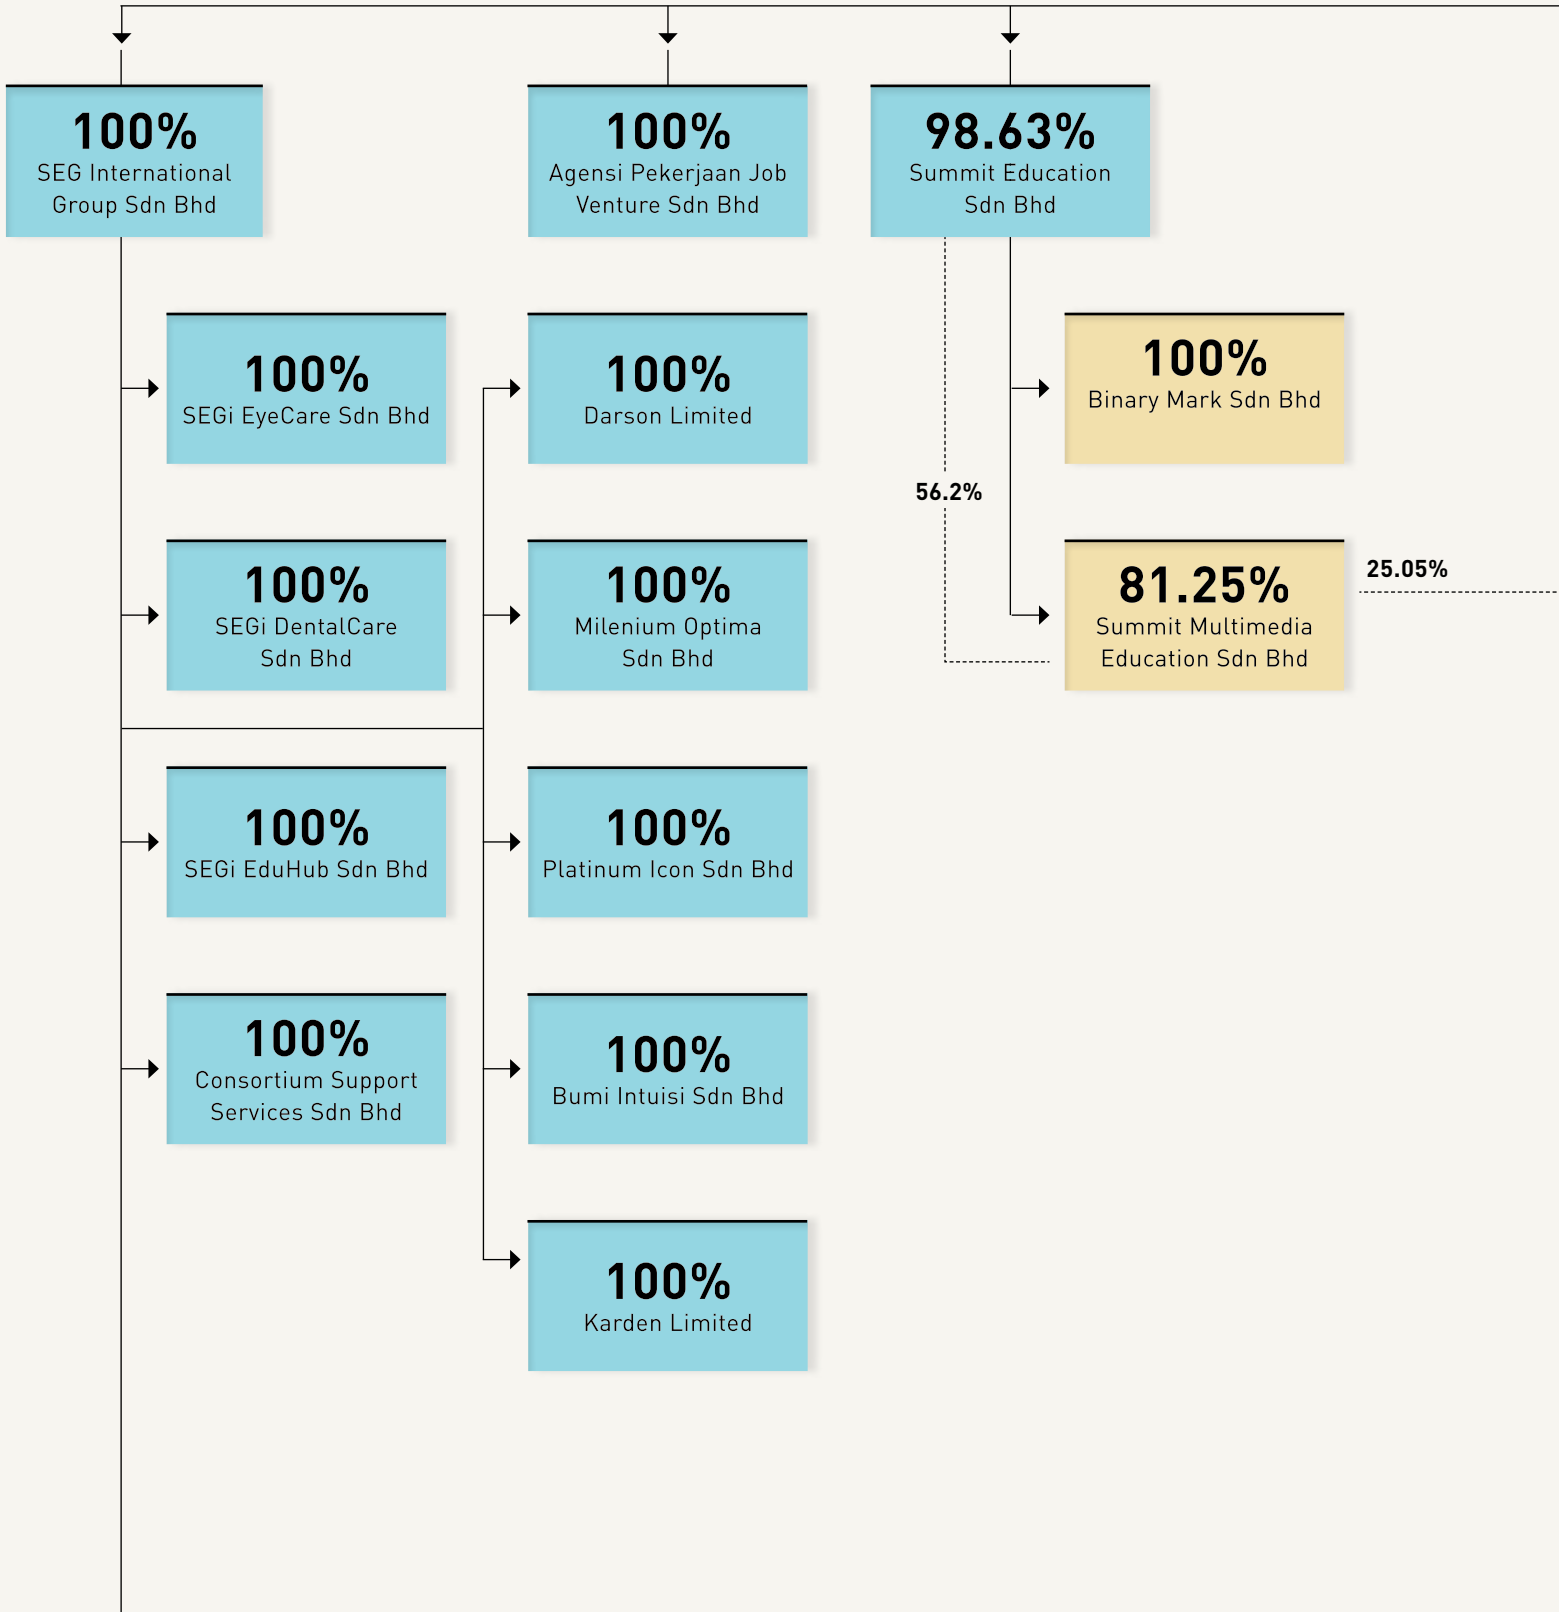 100%
SEG International
Group Sdn Bhd
100%
Agensi Pekerjaan Job
Venture Sdn Bhd
98.63%
Summit Education
Sdn Bhd
100%
SEGi EyeCare Sdn Bhd
100%
Darson Limited
100%
Binary Mark Sdn Bhd
56.2%
100%
SEGi DentalCare
Sdn Bhd
100%
Milenium Optima
Sdn Bhd
81.25%
Summit Multimedia
Education Sdn Bhd
25.05%
100%
SEGi EduHub Sdn Bhd
100%
Platinum Icon Sdn Bhd
100%
Consortium Support
Services Sdn Bhd
100%
Bumi Intuisi Sdn Bhd
100%
Karden Limited